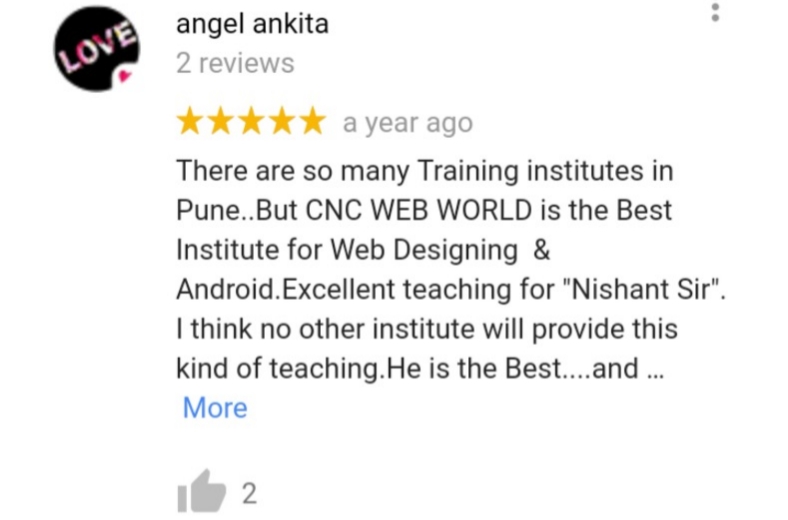 LOVE
angel ankita
2 reviews
a year ago
There are so many Training institutes in
Pune..But CNC WEB WORLD is the Best
Institute for Web Designing  &
Android.Excellent teaching for "Nishant Sir".
I think no other institute will provide this
kind of teaching.He is the Best....and ...
More
2